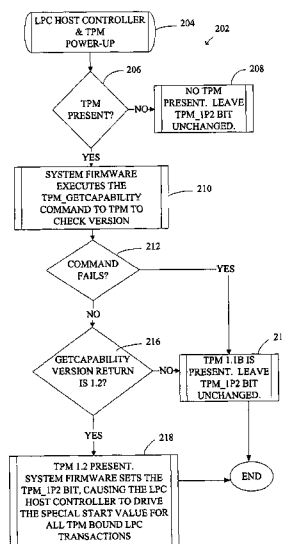 LPC HOST CONTROLLER
& TPM
POWER-UP
204
202
206
TPM
PRESENT?
NO
208
NO TPM
PRESENT. LEAVE
TPM_1P2 BIT
UNCHANGED.
YES
SYSTEM FIRMWARE
EXECUTES THE
TPM_GETCAPABILITY
COMMAND TO TPM TO
CHECK VERSION
210
212
COMMAND
FAILS?
YES
NO
216
GETCAPABILITY
VERSION RETURN
IS 1.2?
NO
21
TPM 1.1B IS
PRESENT. LEAVE
TPM_1P2 BIT
UNCHANGED.
YES
218
TPM 1.2 PRESENT.
SYSTEM FIRMWARE SETS THE
TPM_1P2 BIT, CAUSING THE LPC
HOST CONTROLLER TO DRIVE
THE SPECIAL START VALUE FOR
ALL TPM BOUND LPC
TRANSACTIONS
END